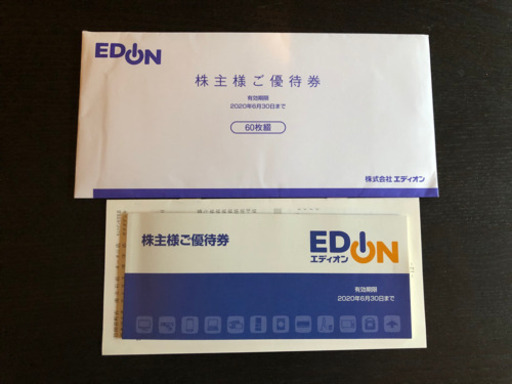 EDION
株主様ご優待券
有効期限
2020年6月30日まで
60枚綴
株式会社エディオン
株主様ご優待券
EDION
エディオン
有効期限
2020年6月30日まで